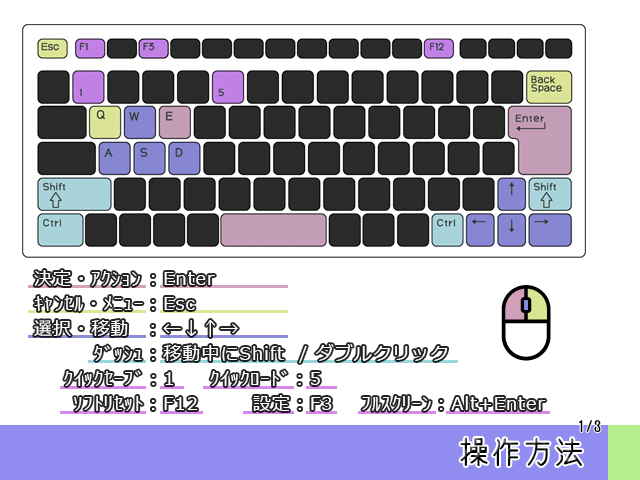 Esc F1 F3 F12
1 5 Back Space
Q W E Enter
A S D
Shift ↑ Shift
Ctrl Ctrl ← ↓ →
決定・ｱｸｼｮﾝ：Enter
ｷｬﾝｾﾙ・ﾒﾆｭｰ：Esc
選択・移動　：←↓↑→
ﾀﾞｯｼｭ：移動中にShift / ダブルクリック
ｸｲｯｸｾｰﾌﾞ：1　ｸｲｯｸﾛｰﾄﾞ：5
ｿﾌﾄﾘｾｯﾄ：F12　設定：F3　ﾌﾙｽｸﾘｰﾝ：Alt+Enter
1/3
操作方法